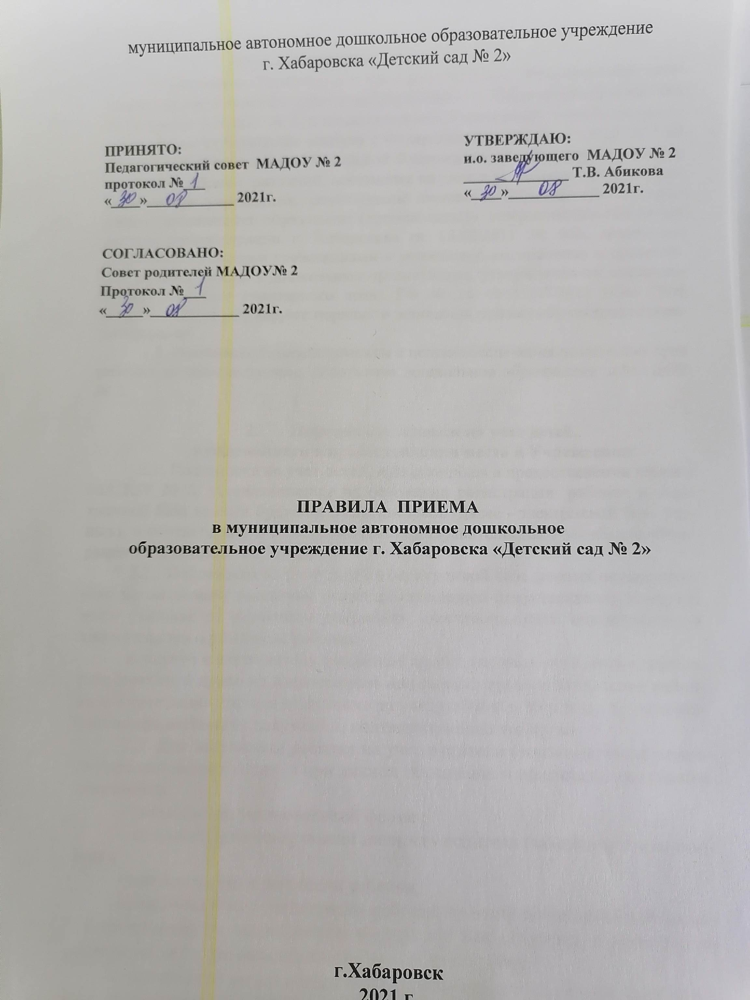 муниципальное автономное дошкольное образовательное учреждение
г. Хабаровска «Детский сад № 2»
ПРИНЯТО:
Педагогический совет МАДОУ № 2
протокол № 1
«30» 08 2021г.
УТВЕРЖДАЮ:
и.о. заведующего МАДОУ № 2
Т.В. Абикова
«30» 08 2021г.
СОГЛАСОВАНО:
Совет родителей МАДОУ№ 2
Протокол № 1
«30» 08 2021г.
ПРАВИЛА ПРИЕМА
в муниципальное автономное дошкольное
образовательное учреждение г. Хабаровска «Детский сад № 2»
г.Хабаровск
2021 г